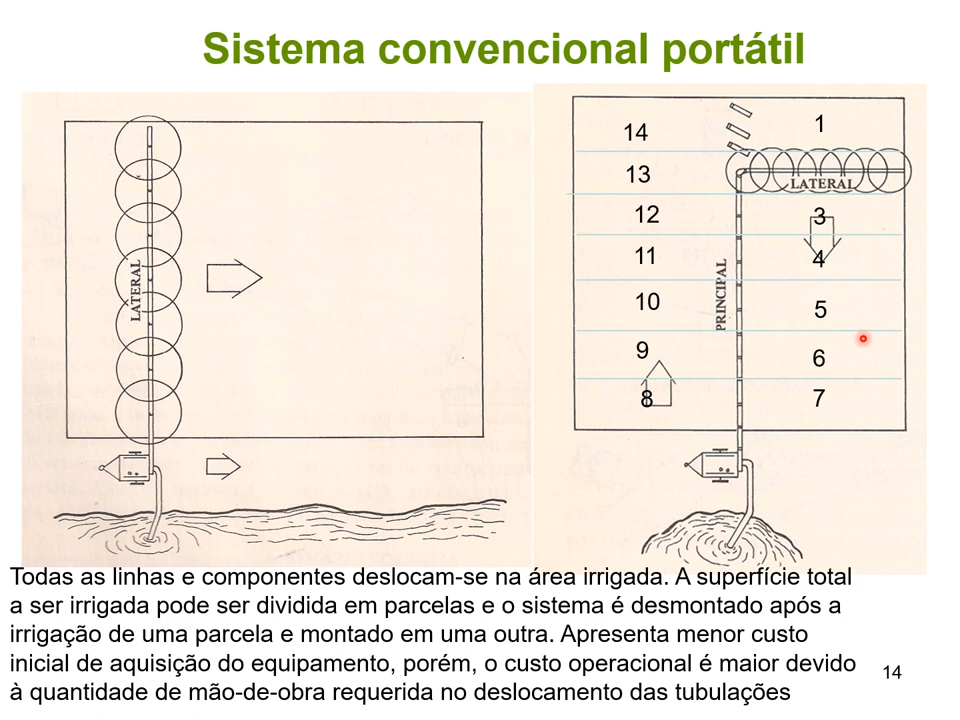 Sistema convencional portátil
LATERAL
14
13
12
11
10
9
8
PRINCIPAL
1
LATERAL
3
4
5
6
7
Todas as linhas e componentes deslocam-se na área irrigada. A superfície total
a ser irrigada pode ser dividida em parcelas e o sistema é desmontado após a
irrigação de uma parcela e montado em uma outra. Apresenta menor custo
inicial de aquisição do equipamento, porém, o custo operacional é maior devido
à quantidade de mão-de-obra requerida no deslocamento das tubulações
14